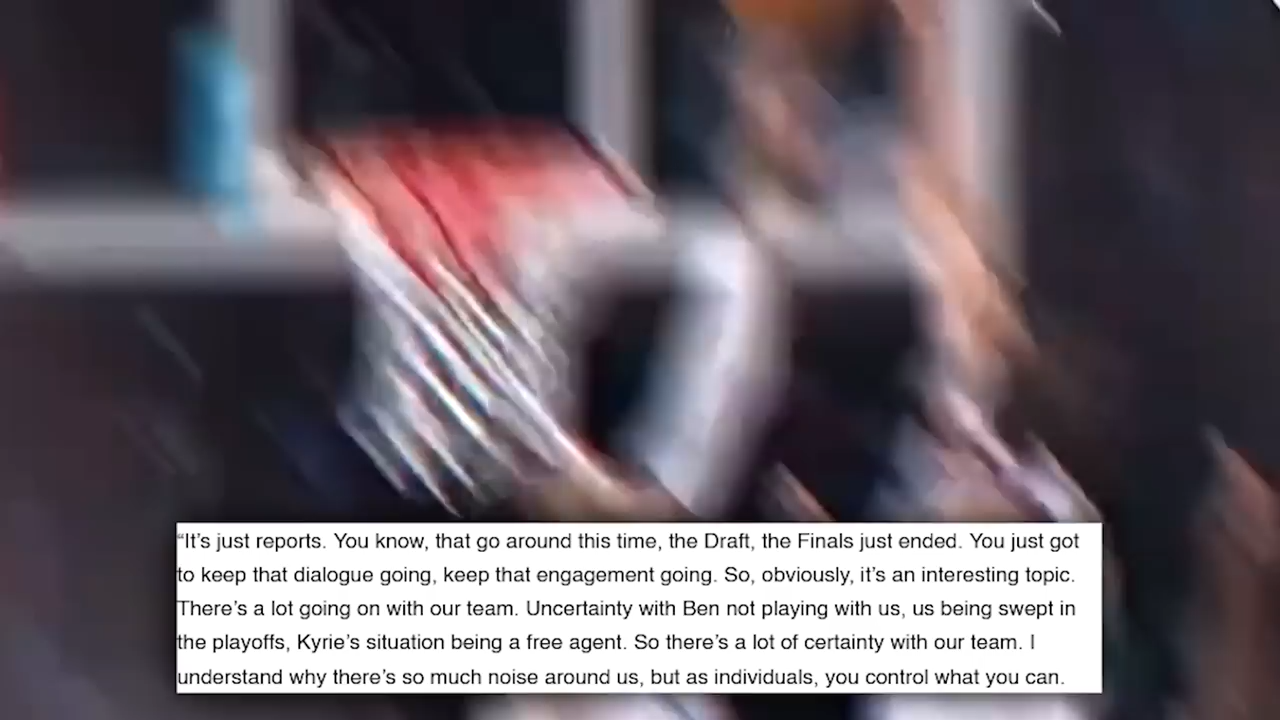 “It’s just reports. You know, that go around this time, the Draft, the Finals just ended. You just got
to keep that dialogue going, keep that engagement going. So, obviously, it’s an interesting topic.
There’s a lot going on with our team. Uncertainty with Ben not playing with us, us being swept in
the playoffs, Kyrie’s situation being a free agent. So there’s a lot of certainty with our team. I
understand why there’s so much noise around us, but as individuals, you control what you can.